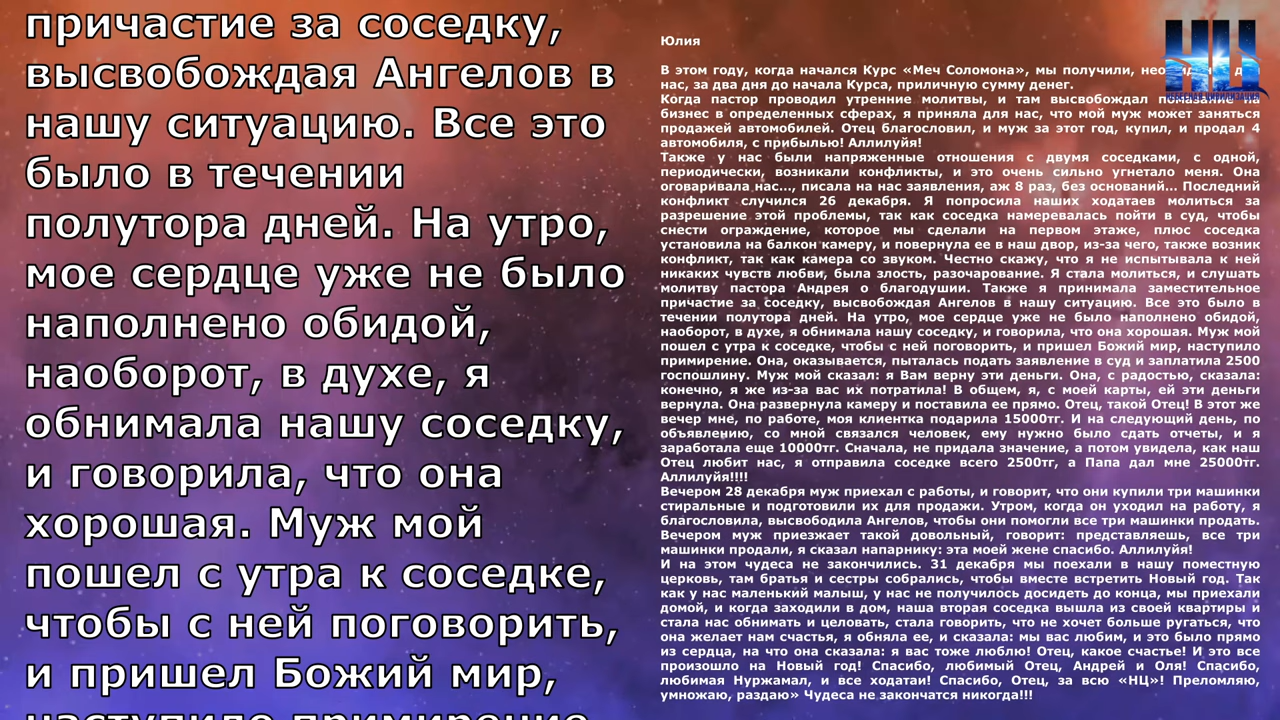 причастие за соседку,
высвобождая Ангелов в
нашу ситуацию. Все это
было в течении
полутора дней. На утро,
мое сердце уже не было
наполнено обидой,
наоборот, в духе, я
обнимала нашу соседку,
и говорила, что она
хорошая. Муж мой
пошел с утра к соседке,
чтобы с ней поговорить,
и пришел Божий мир,
наступило примирение
Юлия
В этом году, когда начался Курс «Меч Соломона», мы получили,
нас, за два дня до начала Курса, приличную сумму денег.
Когда пастор проводил утренние молитвы, и там высвобождал
бизнес в определенных сферах, я приняла для нас, что мой муж может заняться
продажей автомобилей. Отец благословил, и муж за этот год, купил, и продал 4
автомобиля, с прибылью! Аллилуйя!
Также у нас были напряженные отношения с двумя соседками, с одной,
периодически, возникали конфликты, и это очень сильно угнетало меня. Она
оговаривала нас..., писала на нас заявления, аж 8 раз, без оснований... Последний
конфликт случился 26 декабря. Я попросила наших ходатаев молиться за
разрешение этой проблемы, так как соседка намеревалась пойти в суд, чтобы
снести ограждение, которое мы сделали на первом этаже, плюс соседка
установила на балкон камеру, и повернула ее в наш двор, из-за чего, также возник
конфликт, так как камера со звуком. Честно скажу, что я не испытывала к ней
никаких чувств любви, была злость, разочарование. Я стала молиться, и слушать
молитву пастора Андрея о благодушии. Также я принимала заместительное
причастие за соседку, высвобождая Ангелов в нашу ситуацию. Все это было в
течении полутора дней. На утро, мое сердце уже не было наполнено обидой,
наоборот, в духе, я обнимала нашу соседку, и говорила, что она хорошая. Муж мой
пошел с утра к соседке, чтобы с ней поговорить, и пришел Божий мир, наступило
примирение. Она, оказывается, пыталась подать заявление в суд и заплатила 2500
госпошлину. Муж мой сказал: я Вам верну эти деньги. Она, с радостью, сказала:
конечно, я же из-за вас их потратила! В общем, я, с моей карты, ей эти деньги
вернула. Она развернула камеру и поставила ее прямо. Отец, такой Отец! В этот же
вечер мне, по работе, моя клиентка подарила 15000тг. И на следующий день, по
объявлению, со мной связался человек, ему нужно было сдать отчеты, и я
заработала еще 10000тг. Сначала, не придала значение, а потом увидела, как наш
Отец любит нас, я отправила соседке всего 2500тг, а Папа дал мне 25000тг.
Аллилуйя!!!!
Вечером 28 декабря муж приехал с работы, и говорит, что они купили три машинки
стиральные и подготовили их для продажи. Утром, когда он уходил на работу, я
благословила, высвободила Ангелов, чтобы они помогли все три машинки продать.
Вечером муж приезжает такой довольный, говорит: представляешь, все три
машинки продали, я сказал напарнику: эта моей жене спасибо. Аллилуйя!
И на этом чудеса не закончились. 31 декабря мы поехали в нашу поместную
церковь, там братья и сестры собрались, чтобы вместе встретить Новый год. Так
как у нас маленький малыш, у нас не получилось досидеть до конца, мы приехали
домой, и когда заходили в дом, наша вторая соседка вышла из своей квартиры и
стала нас обнимать и целовать, стала говорить, что не хочет больше ругаться, что
она желает нам счастья, я обняла ее, и сказала: мы вас любим, и это было прямо
из сердца, на что она сказала: я вас тоже люблю! Отец, какое счастье! И это все
произошло на Новый год! Спасибо, любимый Отец, Андрей и Оля! Спасибо,
любимая Нуржамал, и все ходатаи! Спасибо, Отец, за всю «НЦ»! Преломляю,
умножаю, раздаю» Чудеса не закончатся никогда!!!
НЦ
НЕБЕСНАЯ ЦИВИЛИЗАЦИЯ